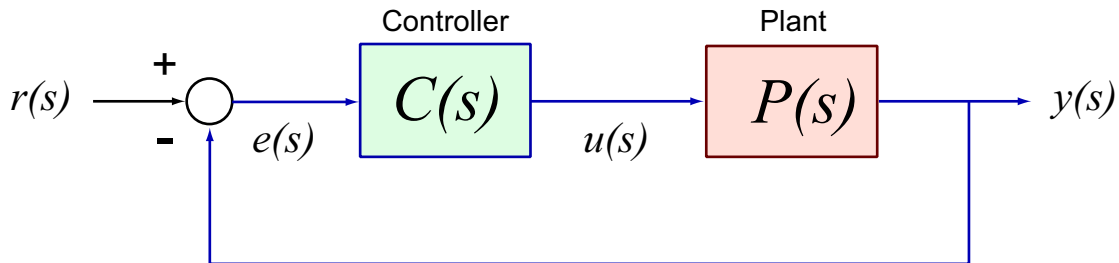 Controller
Plant
+
r(s)
C(s)
P(s)
y(s)
-
e(s)
u(s)